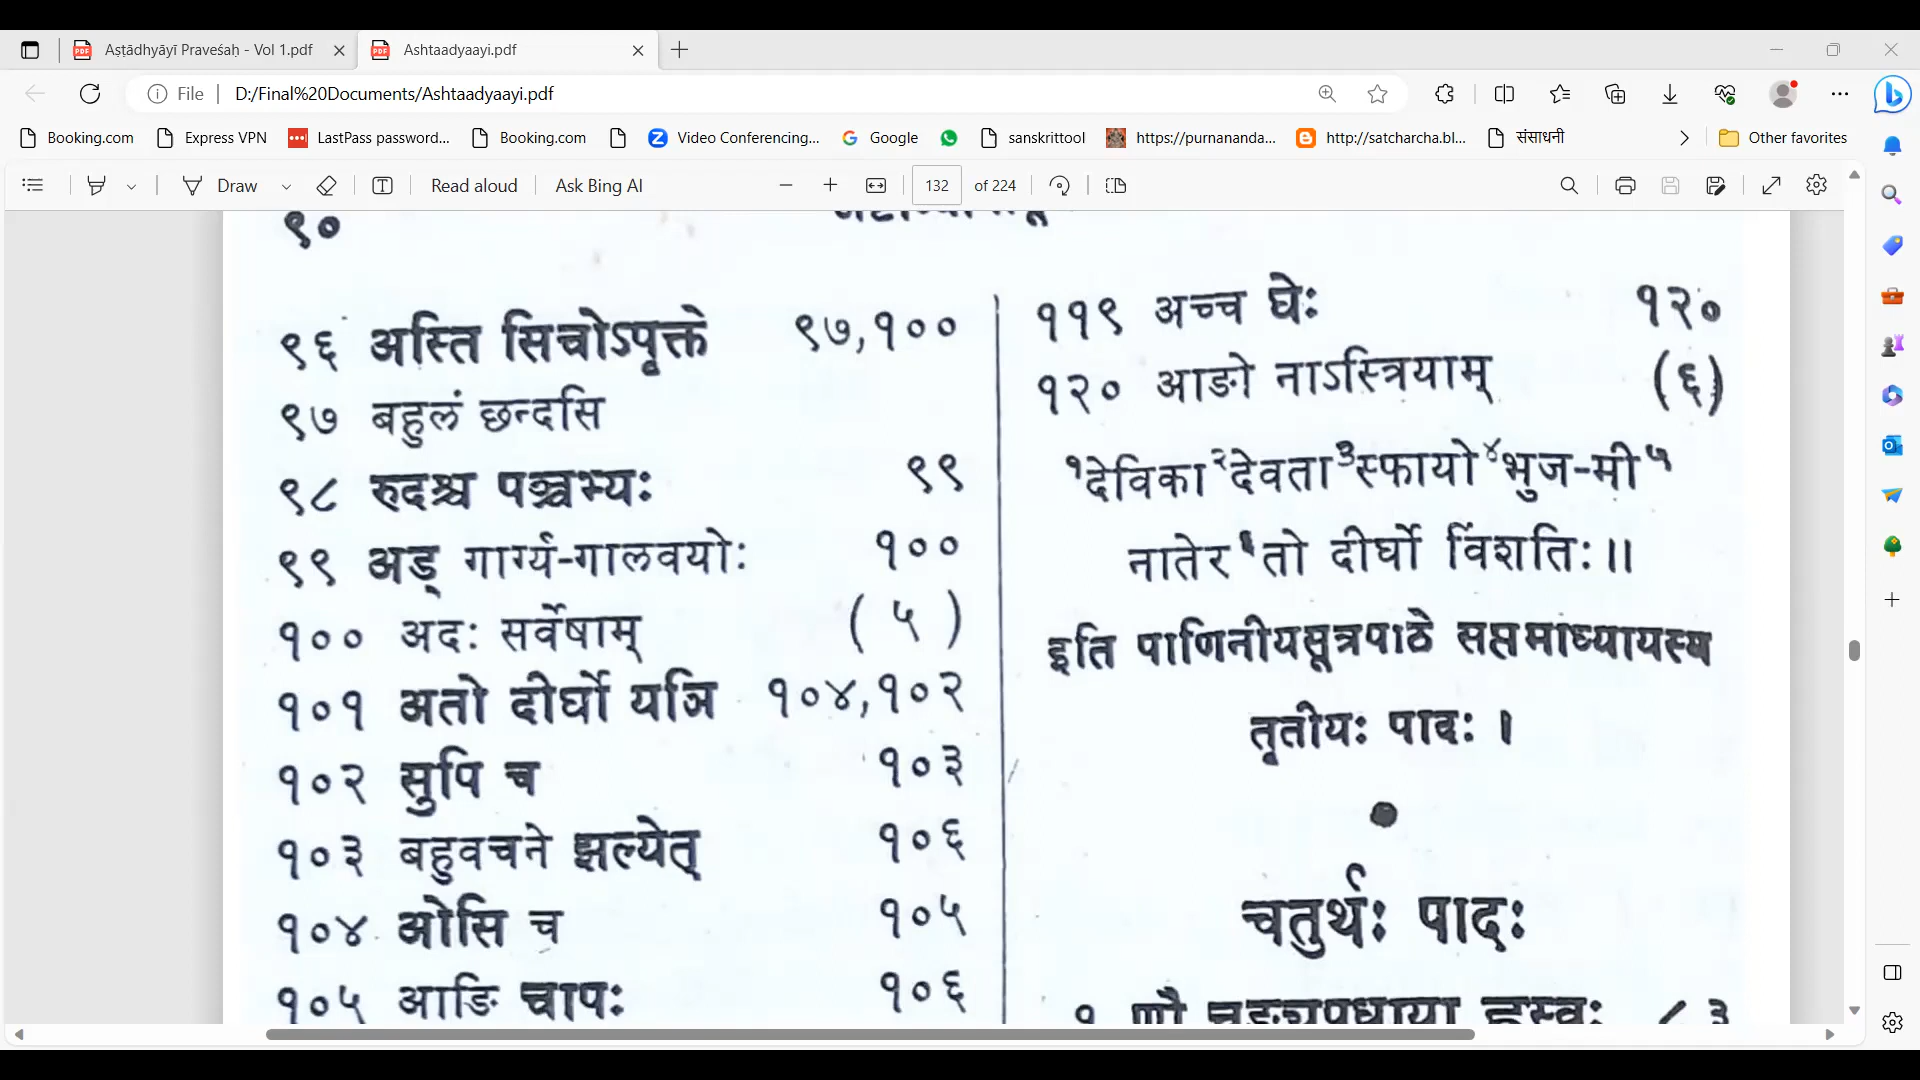 Aṣṭādhyāyī Praveśaḥ - Vol 1.pdf
Ashtaadyaayi.pdf
File D:/Final%20Documents/Ashtaadyaayi.pdf
Booking.com Express VPN LastPass password... Booking.com Video Conferencing... Google sanskrittool https://purnananda... http://satcharcha.bl... संसाधनी Other favorites
Draw Read aloud Ask Bing AI 132 of 224
९०
९६ अस्ति सिचोऽपृक्ते ९७,१००
९७ बहुलं छन्दसि
९८ रुदश्च पञ्चभ्यः ९९
९९ अड् गार्ग्य-गालवयोः १००
१०० अदः सर्वेषाम् (५)
१०१ अतो दीर्घो यञि १०४,१०२
१०२ सुपि च १०३
१०३ बहुवचने झल्येत् १०६
१०४ ओसि च १०५
१०५ आङि चापः १०६
११९ अच्च घेः १२०
१२० आङो नाऽस्त्रियाम् (६)
१देविका२देवता३स्फायो४भुज-मी५
नातेर६तो दीर्घो विंशतिः॥
इति पाणिनीयसूत्रपाठे सप्तमाध्यायस्य
तृतीयः पादः।
चतुर्थः पादः
१ णौ चङ्युपधाया ह्रस्वः